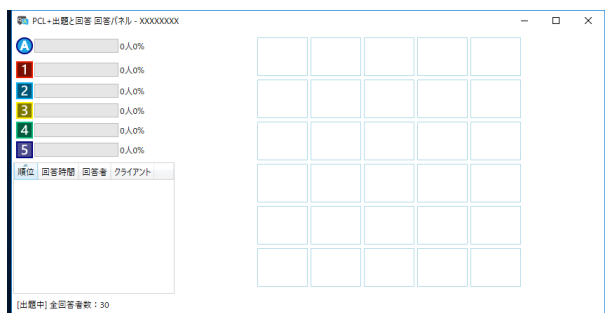 PCL+出題と回答 回答パネル - XXXXXXXX
A 0人0%
1 0人0%
2 0人0%
3 0人0%
4 0人0%
5 0人0%
順位 回答時間 回答者 クライアント
[出題中] 全回答者数：30